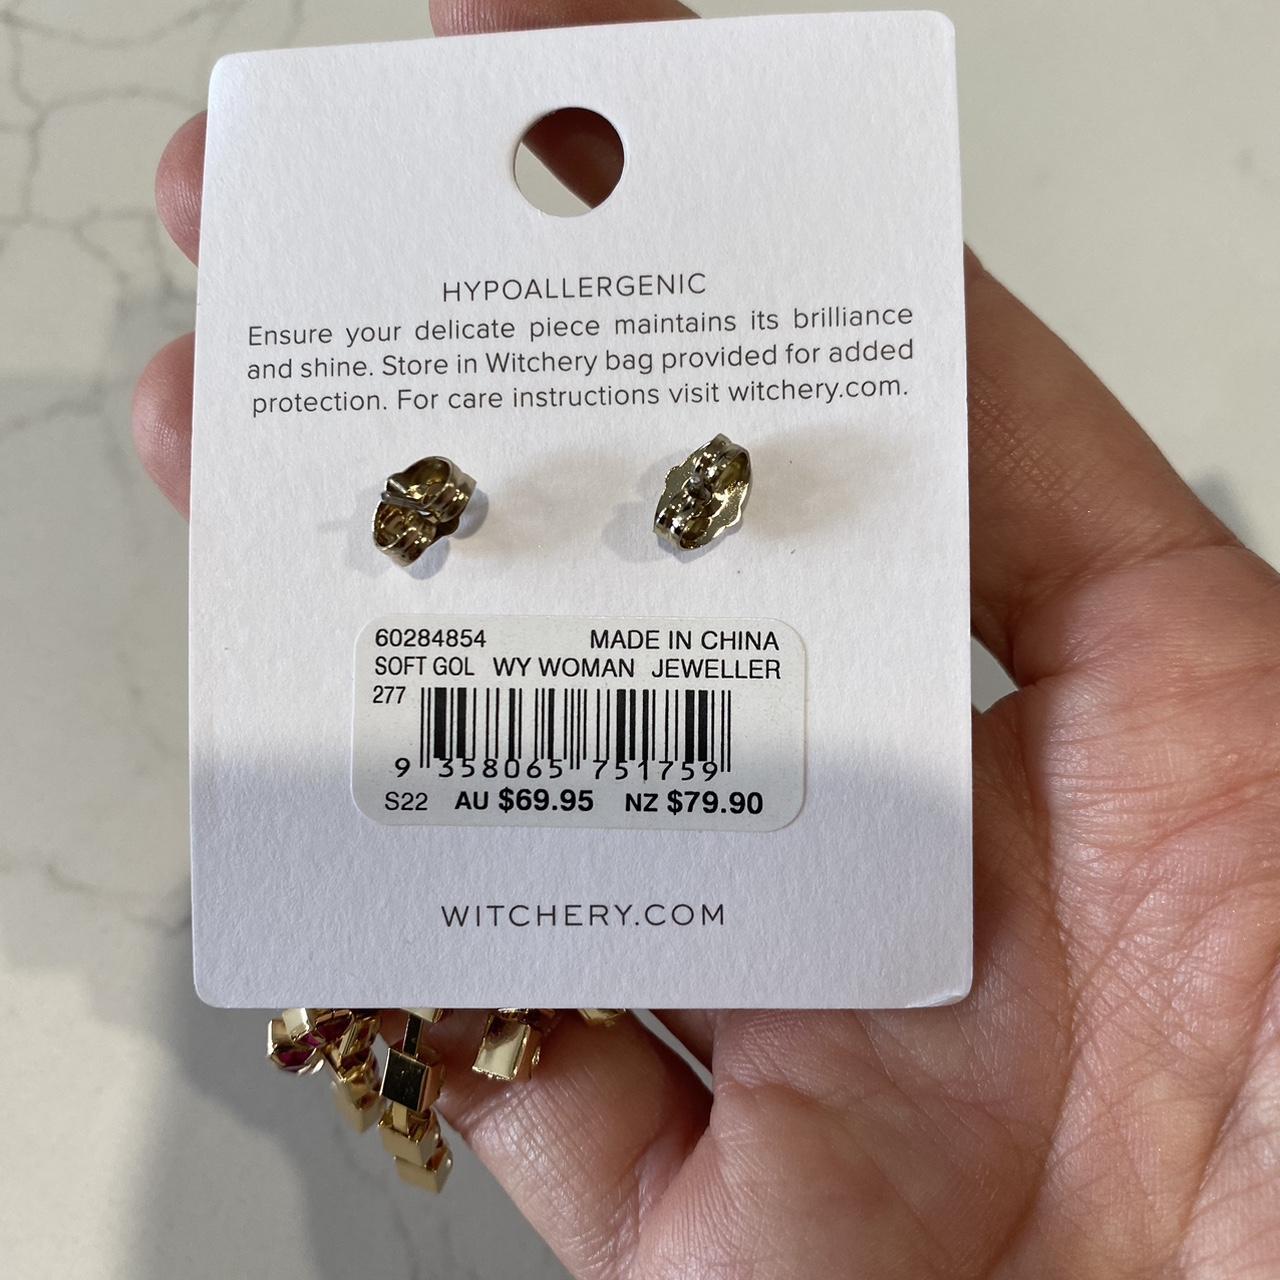 HYPOALLERGENIC
Ensure your delicate piece maintains its brilliance
and shine. Store in Witchery bag provided for added
protection. For care instructions visit witchery.com.
60284854 MADE IN CHINA
SOFT GOL WY WOMAN JEWELLER
277
9 358065 751759
S22 AU $69.95 NZ $79.90
WITCHERY.COM